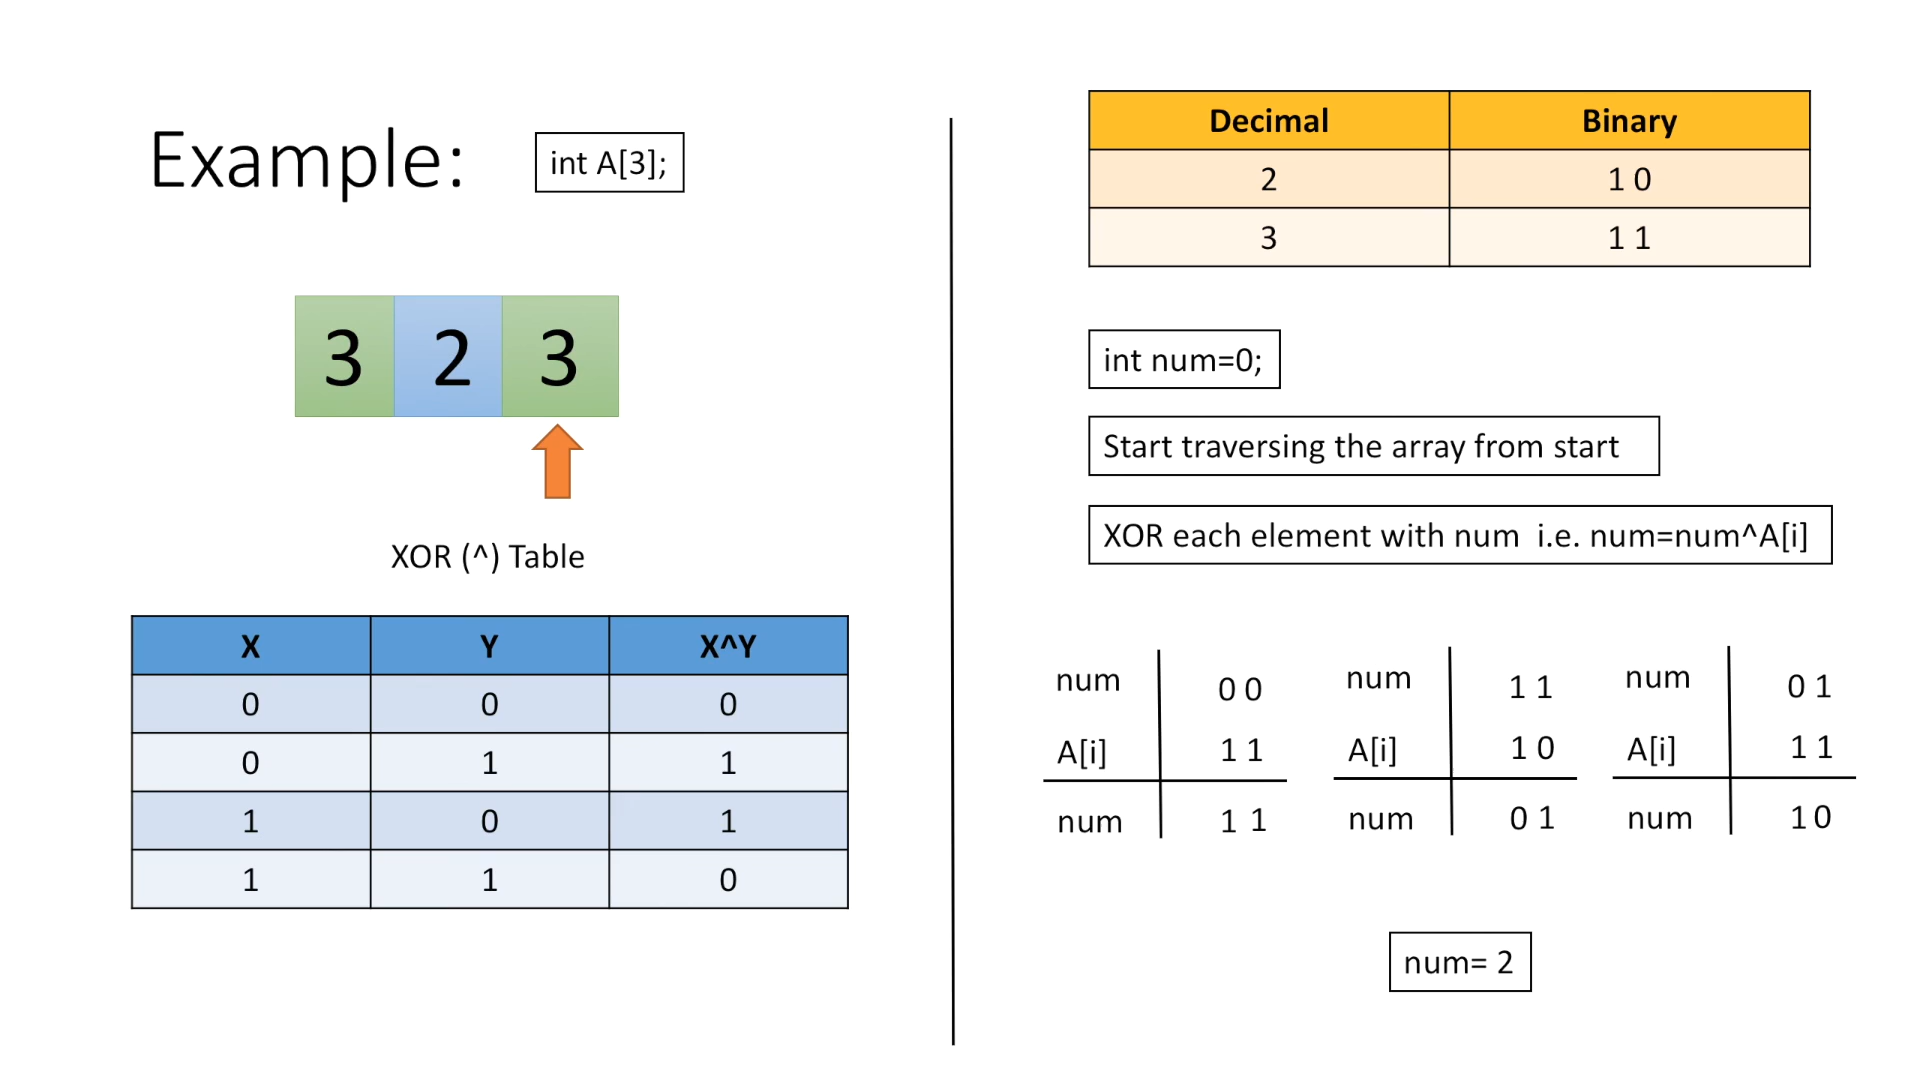 Example:
int A[3];
3 2 3
XOR (^) Table
X Y X^Y
0 0 0
0 1 1
1 0 1
1 1 0
Decimal Binary
2 1 0
3 1 1
int num=0;
Start traversing the array from start
XOR each element with num i.e. num=num^A[i]
num 0 0
A[i] 1 1
num 1 1
num 1 1
A[i] 1 0
num 0 1
num 0 1
A[i] 1 1
num 1 0
num= 2